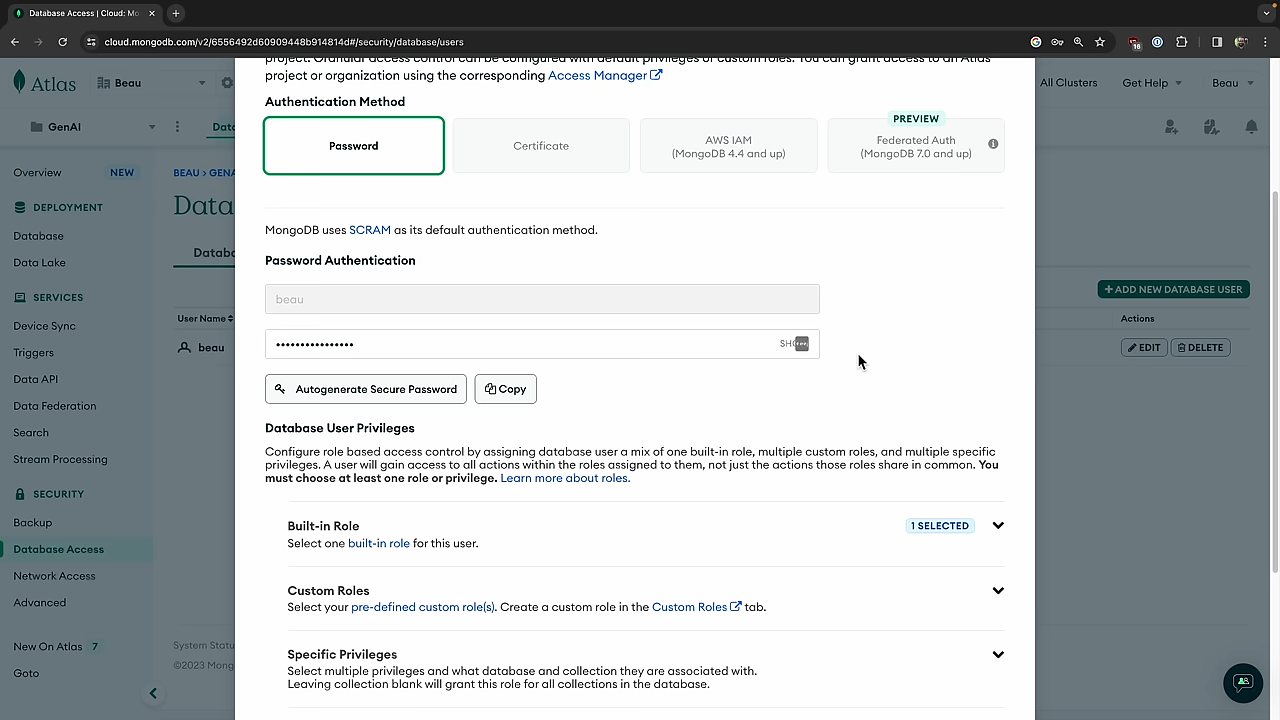 Database Access | Cloud: Mo
cloud.mongodb.com/v2/6556492d60909448b914814d#/security/database/users
16
Atlas
Beau
All Clusters
Get Help
Beau
GenAI
Data
Overview
NEW
DEPLOYMENT
Database
Data Lake
SERVICES
Device Sync
Triggers
Data API
Data Federation
Search
Stream Processing
SECURITY
Backup
Database Access
Network Access
Advanced
New On Atlas 7
Goto
BEAU > GENA
Data
Databa
User Name
beau
System Statu
©2023 Mong
project. Granular access control can be configured with default privileges or custom roles. You can grant access to an Atlas
project or organization using the corresponding Access Manager
Authentication Method
Password
Certificate
AWS IAM
(MongoDB 4.4 and up)
PREVIEW
Federated Auth
(MongoDB 7.0 and up)
MongoDB uses SCRAM as its default authentication method.
Password Authentication
beau
••••••••••••••••
SHO
Autogenerate Secure Password
Copy
Database User Privileges
Configure role based access control by assigning database user a mix of one built-in role, multiple custom roles, and multiple specific
privileges. A user will gain access to all actions within the roles assigned to them, not just the actions those roles share in common. You
must choose at least one role or privilege. Learn more about roles.
Built-in Role
1 SELECTED
Select one built-in role for this user.
Custom Roles
Select your pre-defined custom role(s). Create a custom role in the Custom Roles tab.
Specific Privileges
Select multiple privileges and what database and collection they are associated with.
Leaving collection blank will grant this role for all collections in the database.
+ ADD NEW DATABASE USER
Actions
EDIT
DELETE